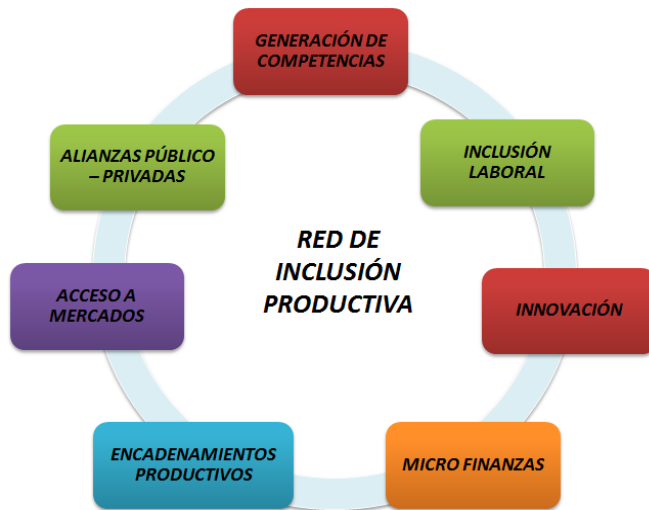 GENERACIÓN DE
COMPETENCIAS
ALIANZAS PÚBLICO
– PRIVADAS
INCLUSIÓN
LABORAL
RED DE
INCLUSIÓN
PRODUCTIVA
ACCESO A
MERCADOS
INNOVACIÓN
ENCADENAMIENTOS
PRODUCTIVOS
MICRO FINANZAS